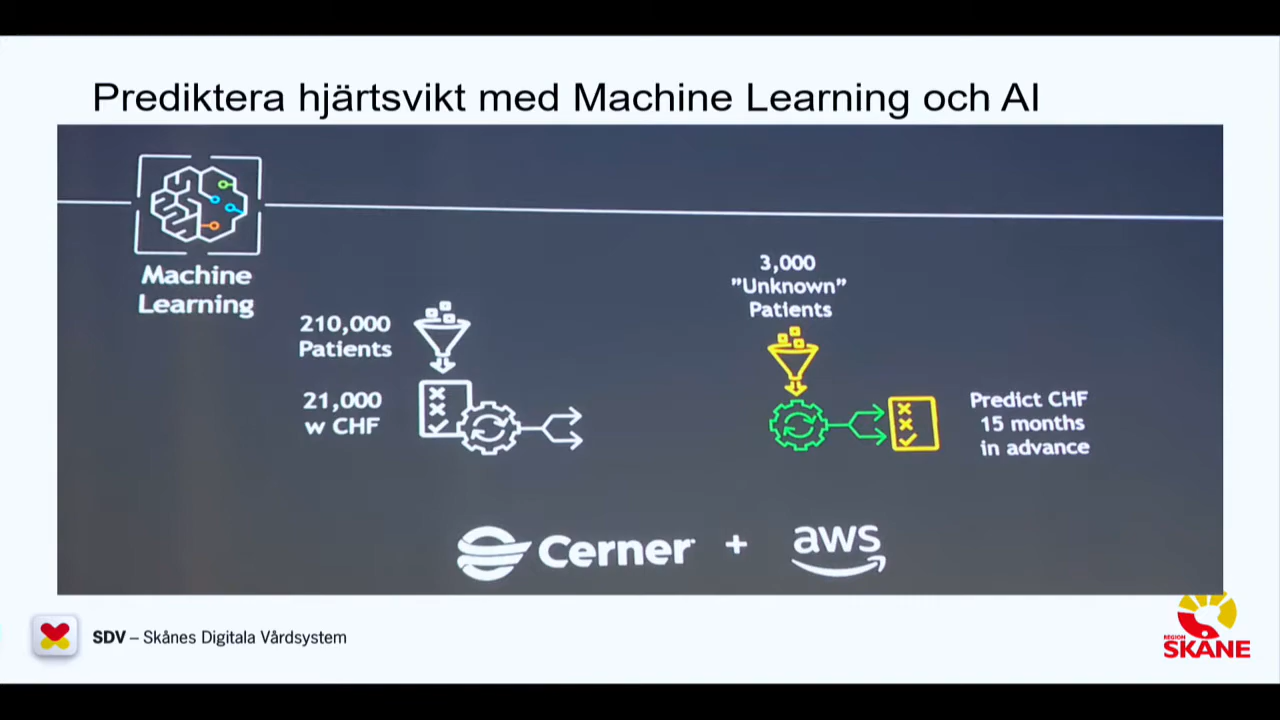 Prediktera hjärtsvikt med Machine Learning och AI
Machine
Learning
210,000
Patients
21,000
w CHF
3,000
”Unknown”
Patients
Predict CHF
15 months
in advance
Cerner + aws
SDV – Skånes Digitala Vårdsystem
REGION
SKÅNE